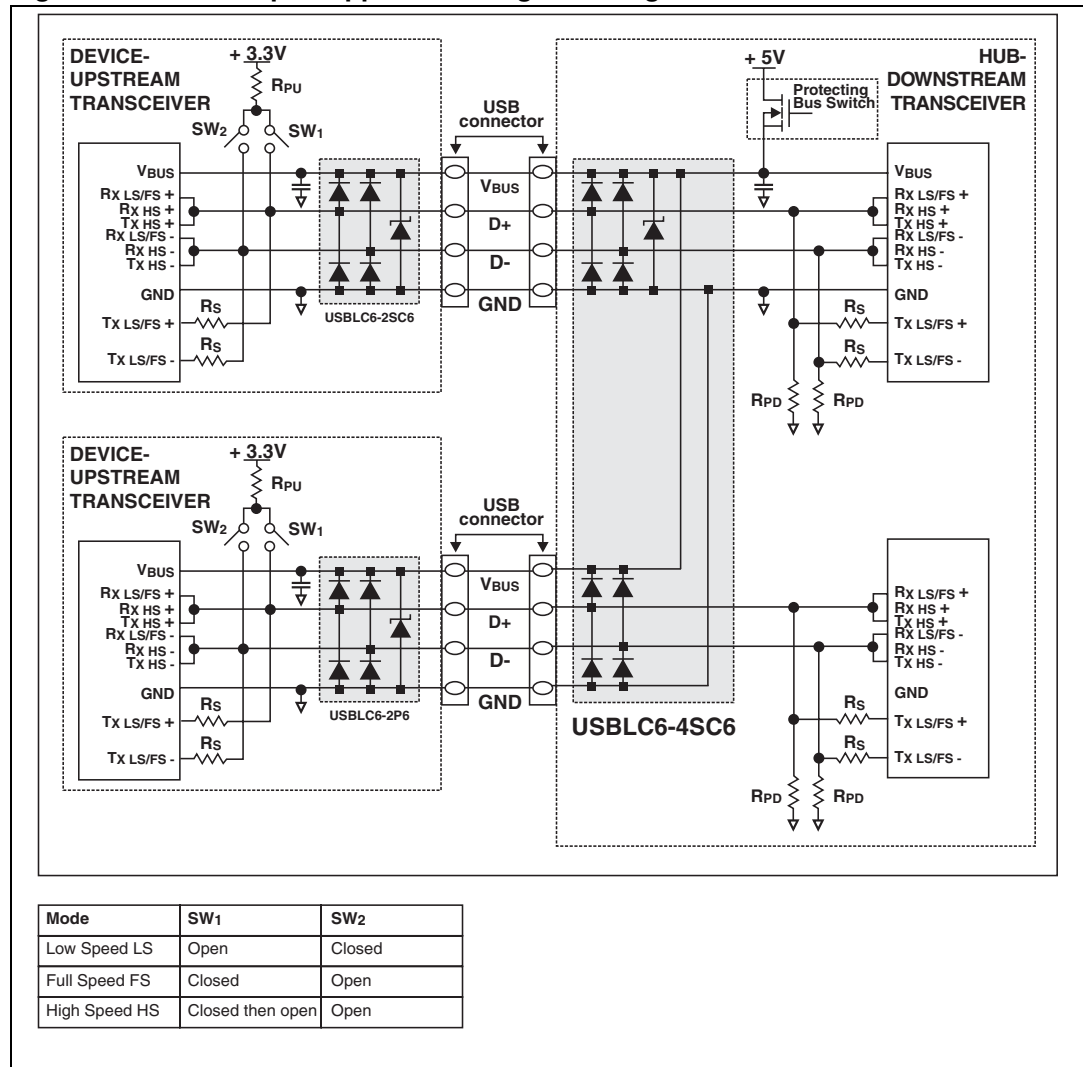 DEVICE-
UPSTREAM
TRANSCEIVER
+ 3.3V
RPU
SW2
SW1
VBUS
RX LS/FS +
RX HS +
TX HS +
RX LS/FS -
RX HS -
TX HS -
GND
TX LS/FS +
TX LS/FS -
RS
RS
USBLC6-2SC6
USB
connector
VBUS
D+
D-
GND
+ 5V
Protecting
Bus Switch
HUB-
DOWNSTREAM
TRANSCEIVER
VBUS
RX LS/FS +
RX HS +
TX HS +
RX LS/FS -
RX HS -
TX HS -
GND
TX LS/FS +
TX LS/FS -
RS
RS
RPD
RPD
DEVICE-
UPSTREAM
TRANSCEIVER
+ 3.3V
RPU
SW2
SW1
VBUS
RX LS/FS +
RX HS +
TX HS +
RX LS/FS -
RX HS -
TX HS -
GND
TX LS/FS +
TX LS/FS -
RS
RS
USBLC6-2P6
USB
connector
VBUS
D+
D-
GND
USBLC6-4SC6
RX LS/FS +
RX HS +
TX HS +
RX LS/FS -
RX HS -
TX HS -
GND
TX LS/FS +
TX LS/FS -
RS
RS
RPD
RPD
Mode SW1 SW2
Low Speed LS Open Closed
Full Speed FS Closed Open
High Speed HS Closed then open Open